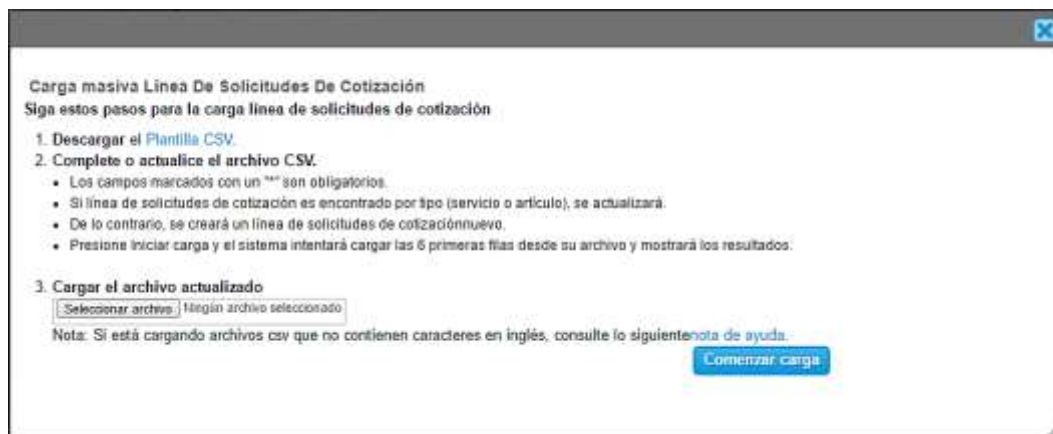 Carga masiva Línea De Solicitudes De Cotización
Siga estos pasos para la carga línea de solicitudes de cotización
1. Descargar el Plantilla CSV.
2. Complete o actualice el archivo CSV.
• Los campos marcados con un "*" son obligatorios.
• Si línea de solicitudes de cotización es encontrado por tipo (servicio o artículo), se actualizará.
• De lo contrario, se creará un línea de solicitudes de cotizaciónnuevo.
• Presione Iniciar carga y el sistema intentará cargar las 6 primeras filas desde su archivo y mostrará los resultados.
3. Cargar el archivo actualizado
Seleccionar archivo Ningún archivo seleccionado
Nota: Si está cargando archivos csv que no contienen caracteres en inglés, consulte lo siguientenota de ayuda.
Comenzar carga